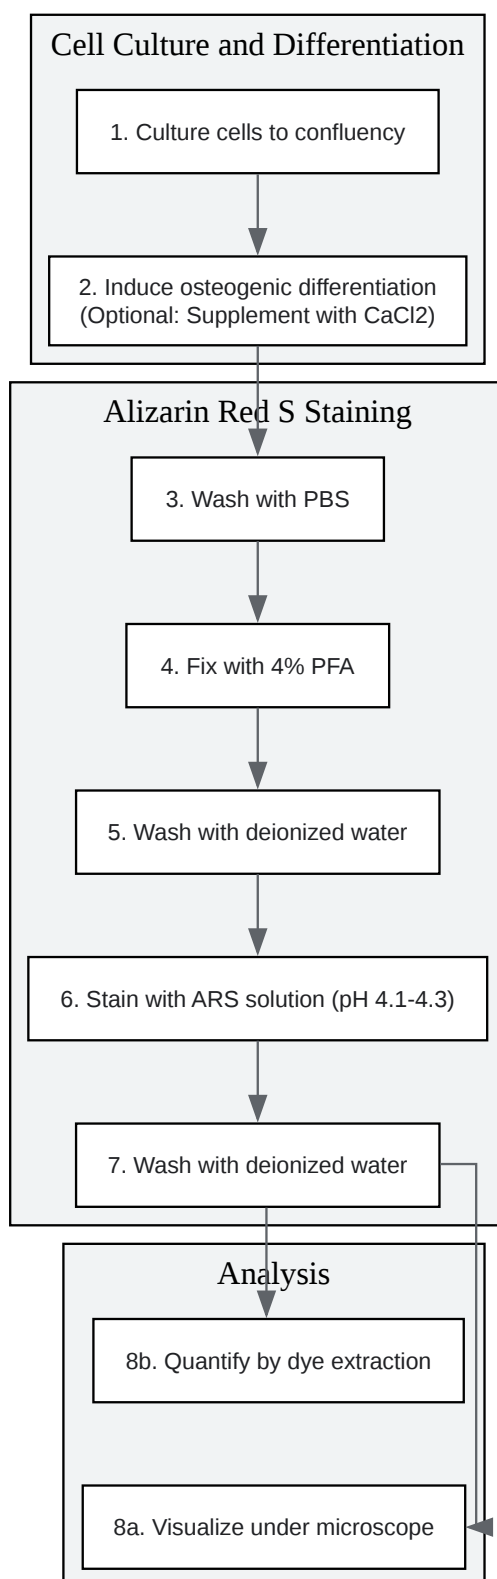 Cell Culture and Differentiation
1. Culture cells to confluency
2. Induce osteogenic differentiation
(Optional: Supplement with CaCl2)
Alizarin Red S Staining
3. Wash with PBS
4. Fix with 4% PFA
5. Wash with deionized water
6. Stain with ARS solution (pH 4.1-4.3)
7. Wash with deionized water
Analysis
8b. Quantify by dye extraction
8a. Visualize under microscope